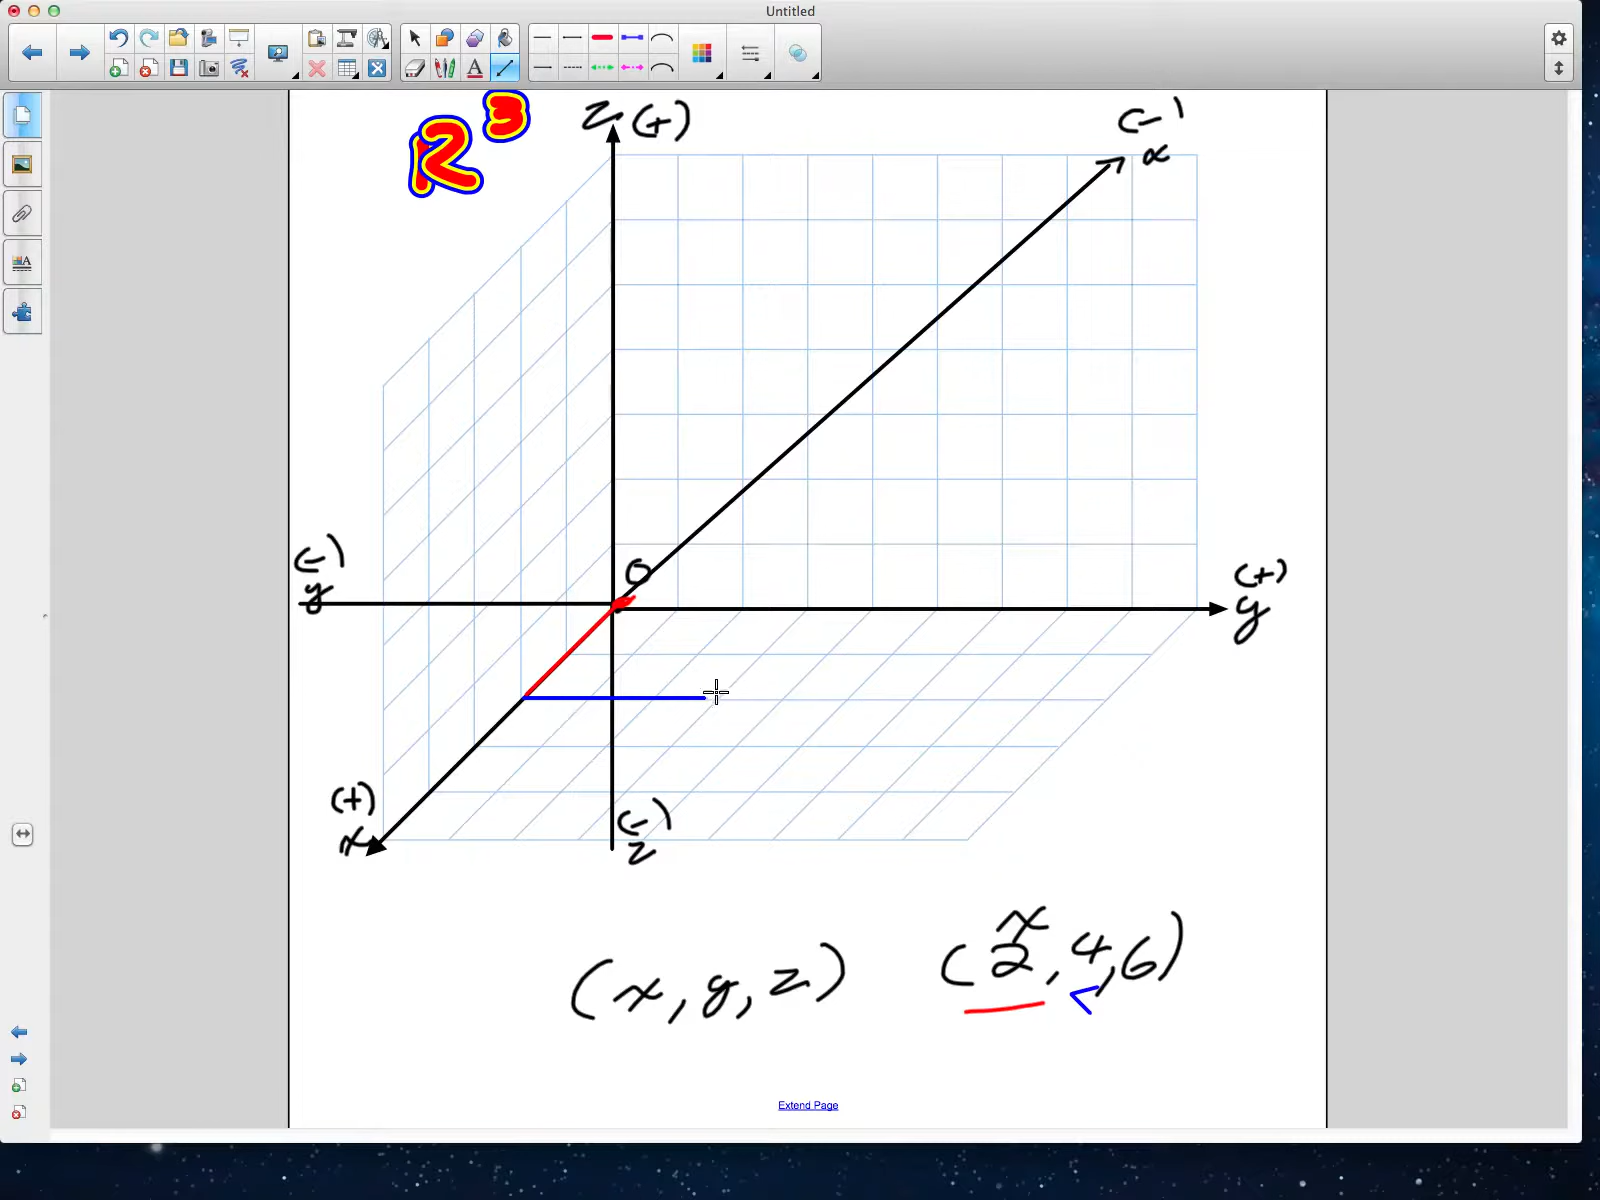 Untitled
R³
z (+)
(-)
x
(-)
y
0
(+)
y
(+)
x
(-)
z
x
(x, y, z) (2, 4, 6)
Extend Page